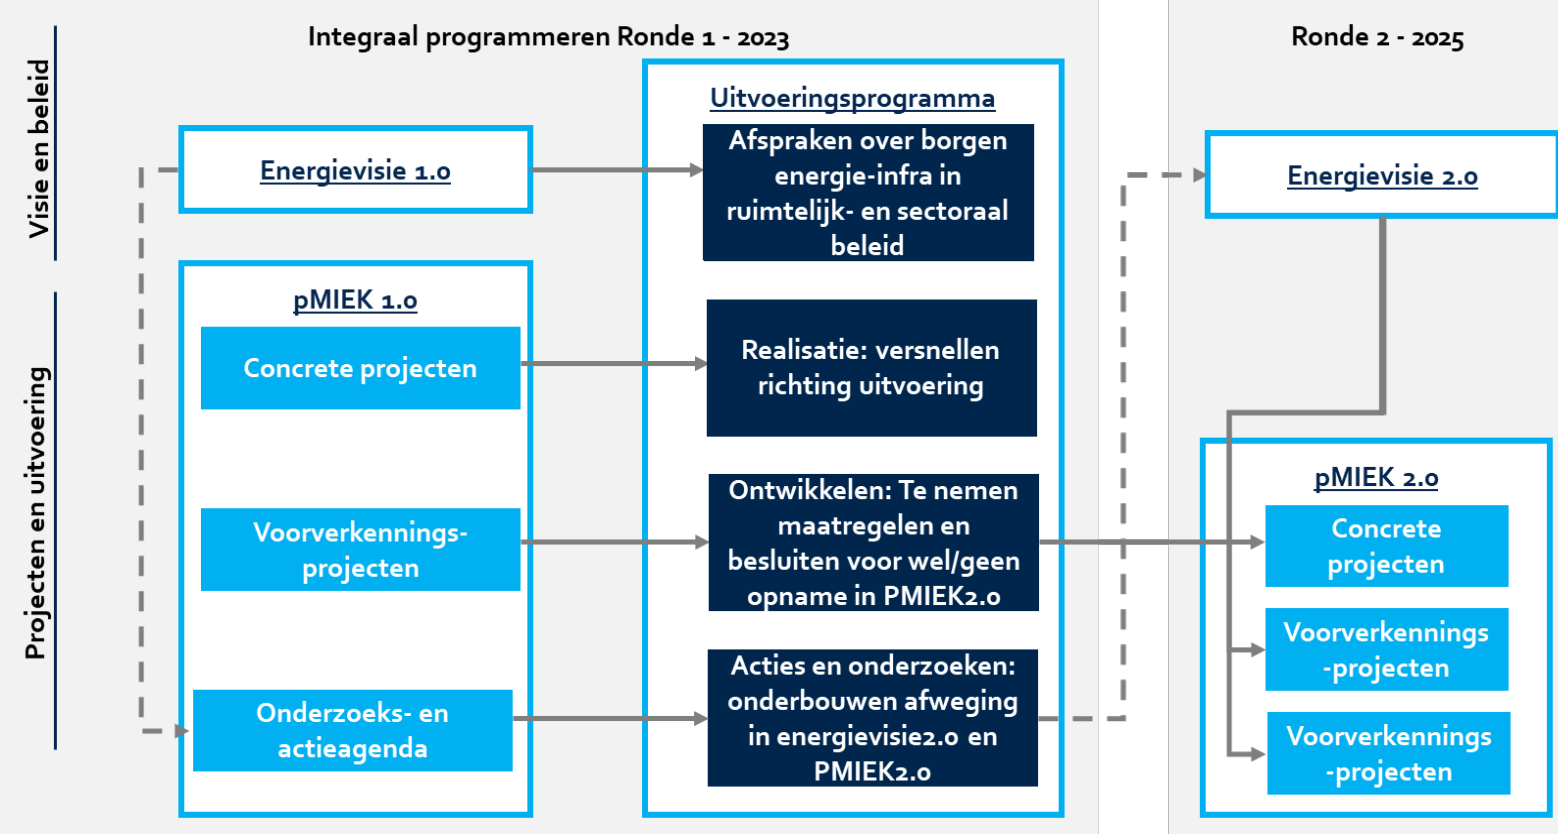 Integraal programmeren Ronde 1 - 2023
Ronde 2 - 2025
Visie en beleid
Projecten en uitvoering
Energievisie 1.0
pMIEK 1.0
Concrete projecten
Voorverkennings-
projecten
Onderzoeks- en
actieagenda
Uitvoeringsprogramma
Afspraken over borgen
energie-infra in
ruimtelijk- en sectoraal
beleid
Realisatie: versnellen
richting uitvoering
Ontwikkelen: Te nemen
maatregelen en
besluiten voor wel/geen
opname in PMIEK2.0
Acties en onderzoeken:
onderbouwen afweging
in energievisie2.0 en
PMIEK2.0
Energievisie 2.0
pMIEK 2.0
Concrete
projecten
Voorverkennings
-projecten
Voorverkennings
-projecten